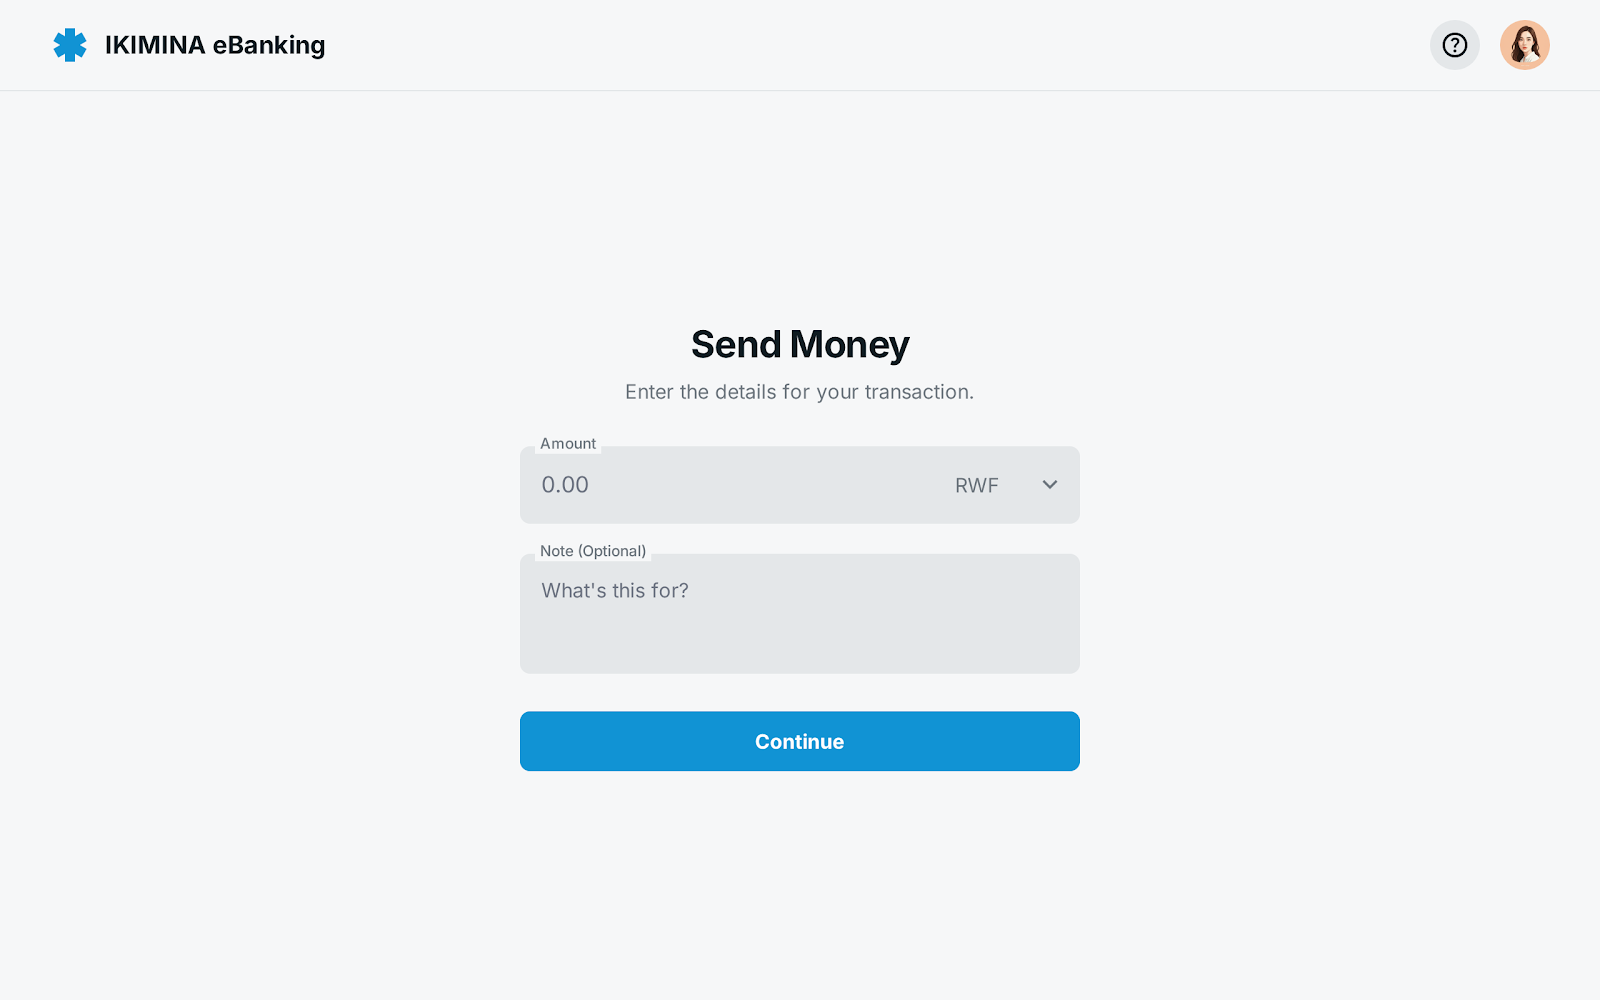 IKIMINA eBanking
Send Money
Enter the details for your transaction.
Amount
0.00
RWF
Note (Optional)
What's this for?
Continue